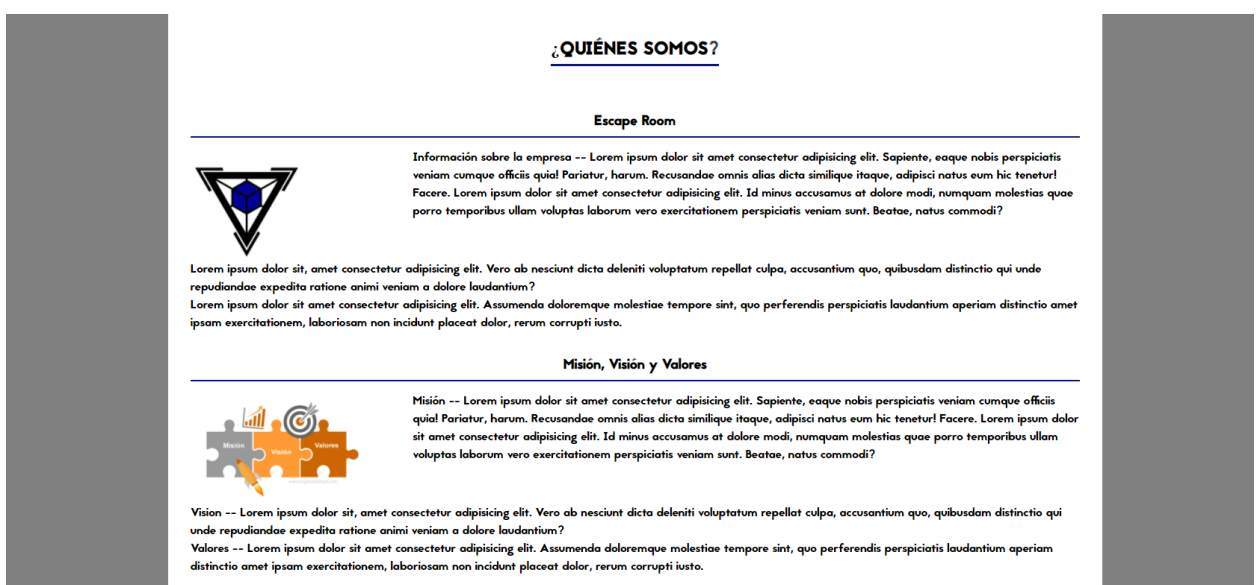 ¿QUIÉNES SOMOS?
Escape Room
Información sobre la empresa -- Lorem ipsum dolor sit amet consectetur adipisicing elit. Sapiente, eaque nobis perspiciatis
veniam cumque officiis quia! Pariatur, harum. Recusandae omnis alias dicta similique itaque, adipisci natus eum hic tenetur!
Facere. Lorem ipsum dolor sit amet consectetur adipisicing elit. Id minus accusamus at dolore modi, numquam molestias quae
porro temporibus ullam voluptas laborum vero exercitationem perspiciatis veniam sunt. Beatae, natus commodi?
Lorem ipsum dolor sit, amet consectetur adipisicing elit. Vero ab nesciunt dicta deleniti voluptatum repellat culpa, accusantium quo, quibusdam distinctio qui unde
repudiandae expedita ratione animi veniam a dolore laudantium?
Lorem ipsum dolor sit amet consectetur adipisicing elit. Assumenda doloremque molestiae tempore sint, quo perferendis perspiciatis laudantium aperiam distinctio amet
ipsam exercitationem, laboriosam non incidunt placeat dolor, rerum corrupti iusto.
Misión, Visión y Valores
Misión
Visión
Valores
Misión -- Lorem ipsum dolor sit amet consectetur adipisicing elit. Sapiente, eaque nobis perspiciatis veniam cumque officiis
quia! Pariatur, harum. Recusandae omnis alias dicta similique itaque, adipisci natus eum hic tenetur! Facere. Lorem ipsum dolor
sit amet consectetur adipisicing elit. Id minus accusamus at dolore modi, numquam molestias quae porro temporibus ullam
voluptas laborum vero exercitationem perspiciatis veniam sunt. Beatae, natus commodi?
Vision -- Lorem ipsum dolor sit, amet consectetur adipisicing elit. Vero ab nesciunt dicta deleniti voluptatum repellat culpa, accusantium quo, quibusdam distinctio qui
unde repudiandae expedita ratione animi veniam a dolore laudantium?
Valores -- Lorem ipsum dolor sit amet consectetur adipisicing elit. Assumenda doloremque molestiae tempore sint, quo perferendis perspiciatis laudantium aperiam
distinctio amet ipsam exercitationem, laboriosam non incidunt placeat dolor, rerum corrupti iusto.